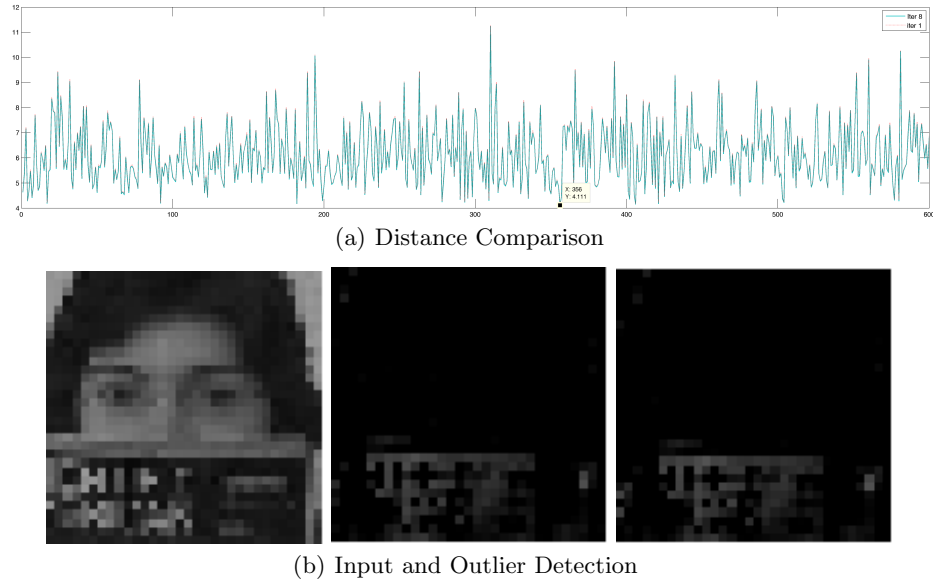 12
11
10
9
8
7
6
5
4
0
100
200
300
400
500
600
Iter 8
iter 1
X: 356
Y: 4.111
(a) Distance Comparison
(b) Input and Outlier Detection